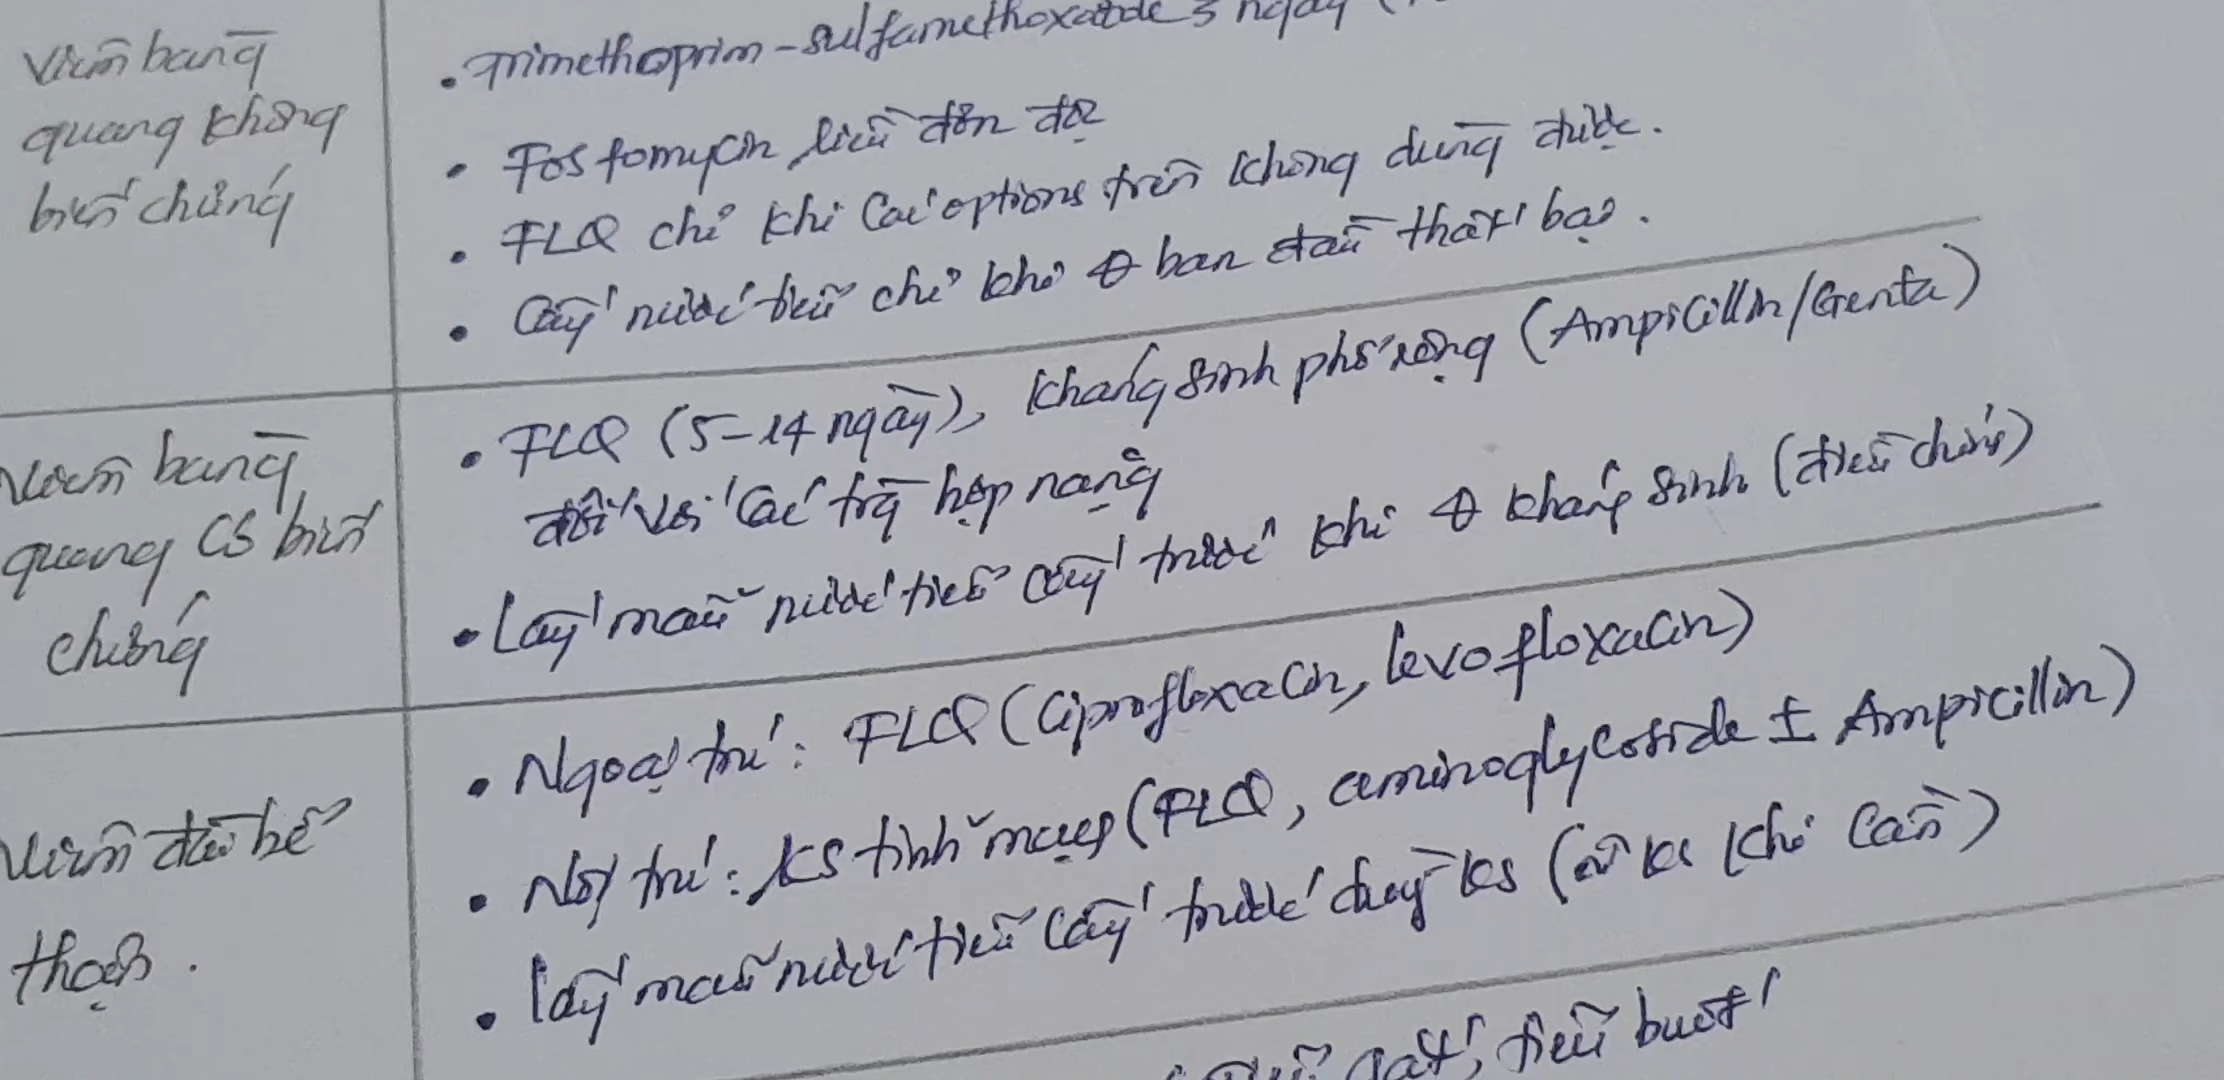 Viêm bàng
quang không
biến chứng
• Trimethoprim-sulfamethoxazole 3 ngày (
• Fosfomycin liều đơn độc
• FLQ chỉ khi các options trên không dùng được.
• Cấy nước tiểu chỉ khi θ ban đầu thất bại.
Viêm bàng
quang CS biến
chứng
• FLQ (5-14 ngày), kháng sinh phổ rộng (Ampicillin/Genta)
đối với các trg hợp nặng
• Lấy mẫu nước tiểu cấy trước khi θ kháng sinh (điều chỉnh)
Viêm đài bể
thận.
• Ngoại trú: FLQ (Ciprofloxacin, levofloxacin)
• Nội trú: KS tĩnh mạch (FLQ, aminoglycoside ± Ampicillin)
• lấy mẫu nước tiểu cấy trước dùng ks (khi cần)
gắt, tiểu buốt